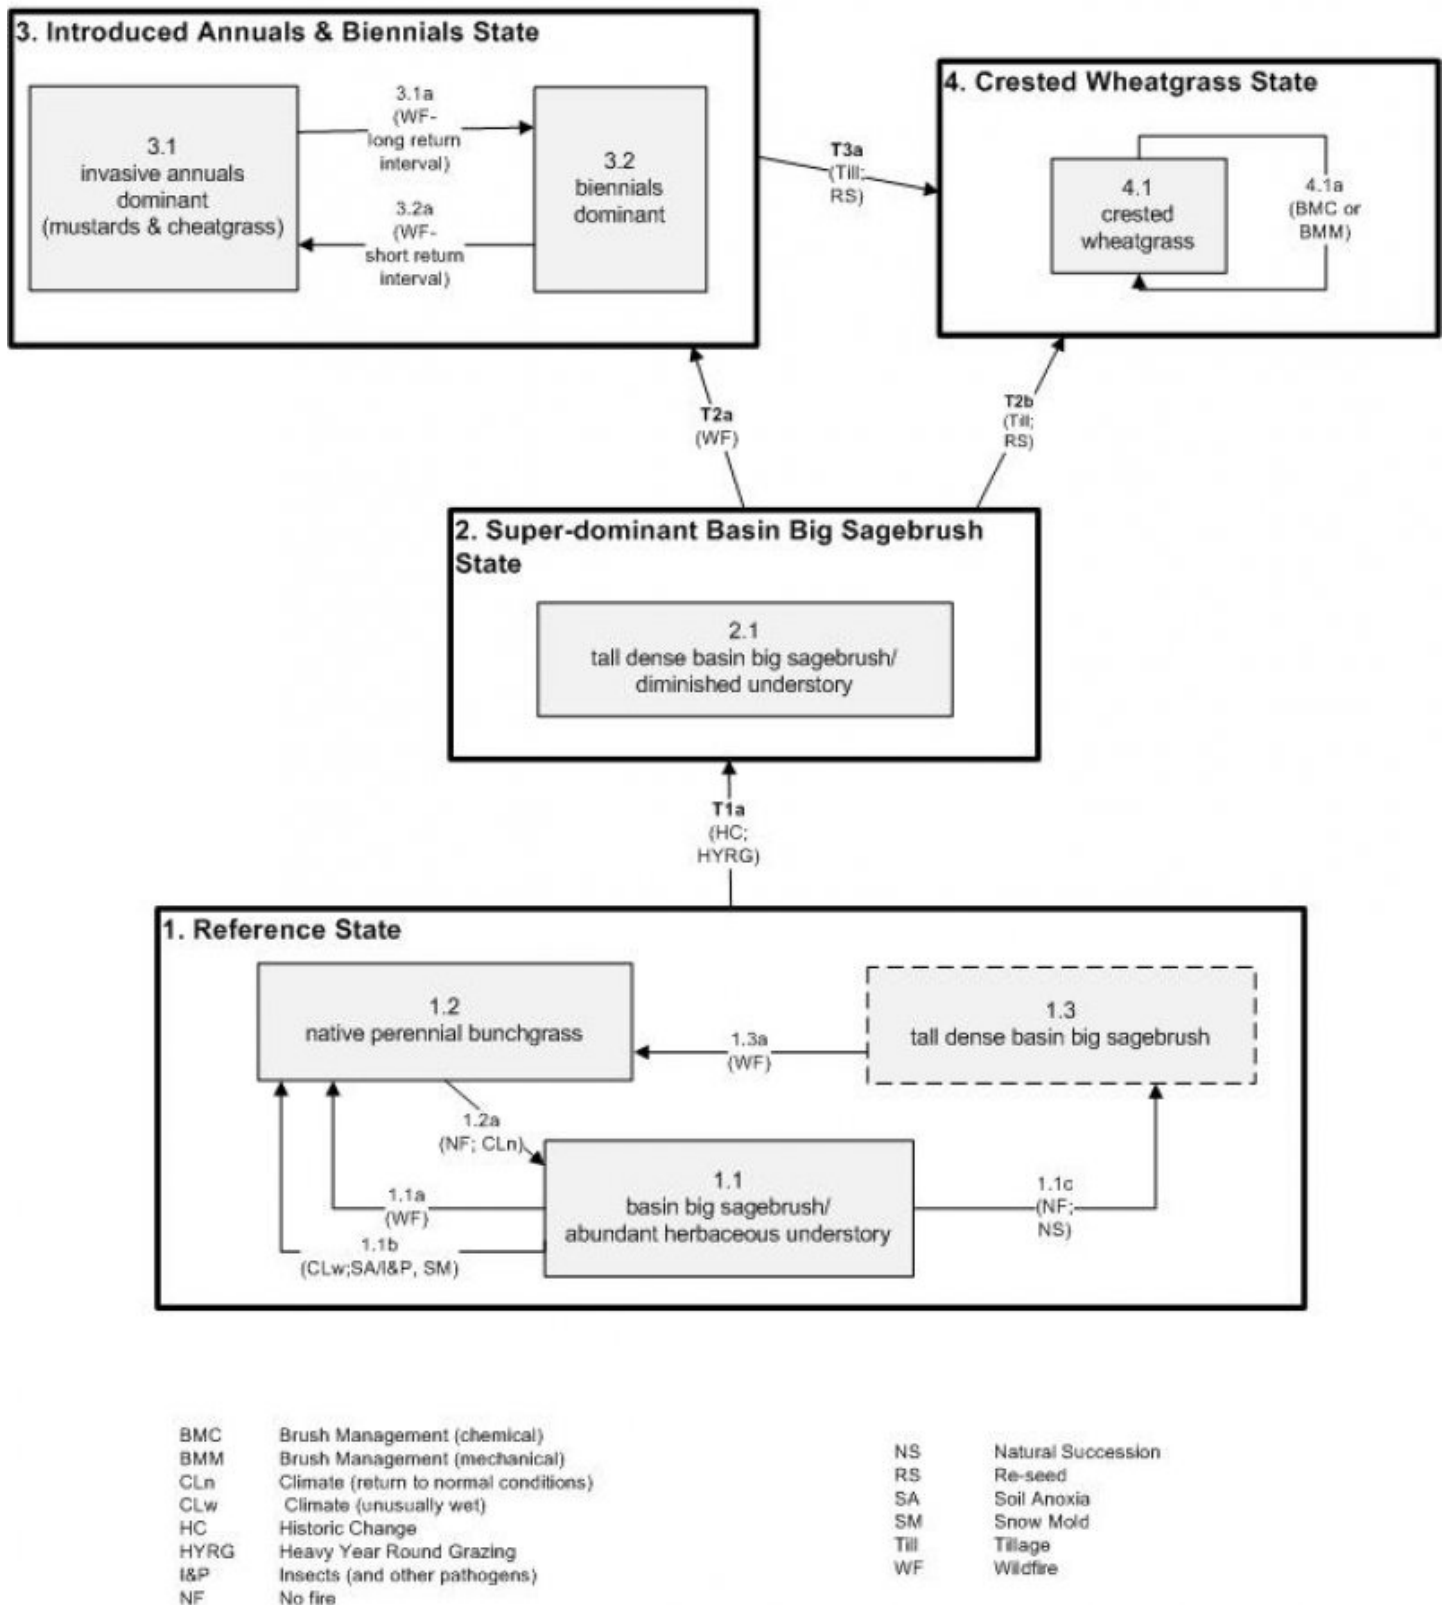 3. Introduced Annuals & Biennials State
3.1
invasive annuals
dominant
(mustards & cheatgrass)
3.1a
(WF-
long return
interval)
3.2a
(WF-
short return
interval)
3.2
biennials
dominant
T3a
(Till;
RS)
4. Crested Wheatgrass State
4.1
crested
wheatgrass
4.1a
(BMC or
BMM)
T2a
(WF)
T2b
(Till;
RS)
2. Super-dominant Basin Big Sagebrush
State
2.1
tall dense basin big sagebrush/
diminished understory
T1a
(HC;
HYRG)
1. Reference State
1.2
native perennial bunchgrass
1.3a
(WF)
1.3
tall dense basin big sagebrush
1.2a
(NF; CLn)
1.1
basin big sagebrush/
abundant herbaceous understory
1.1a
(WF)
1.1b
(CLw;SA/I&P, SM)
1.1c
(NF;
NS)
BMC Brush Management (chemical)
BMM Brush Management (mechanical)
CLn Climate (return to normal conditions)
CLw Climate (unusually wet)
HC Historic Change
HYRG Heavy Year Round Grazing
I&P Insects (and other pathogens)
NF No fire
NS Natural Succession
RS Re-seed
SA Soil Anoxia
SM Snow Mold
Till Tillage
WF Wildfire